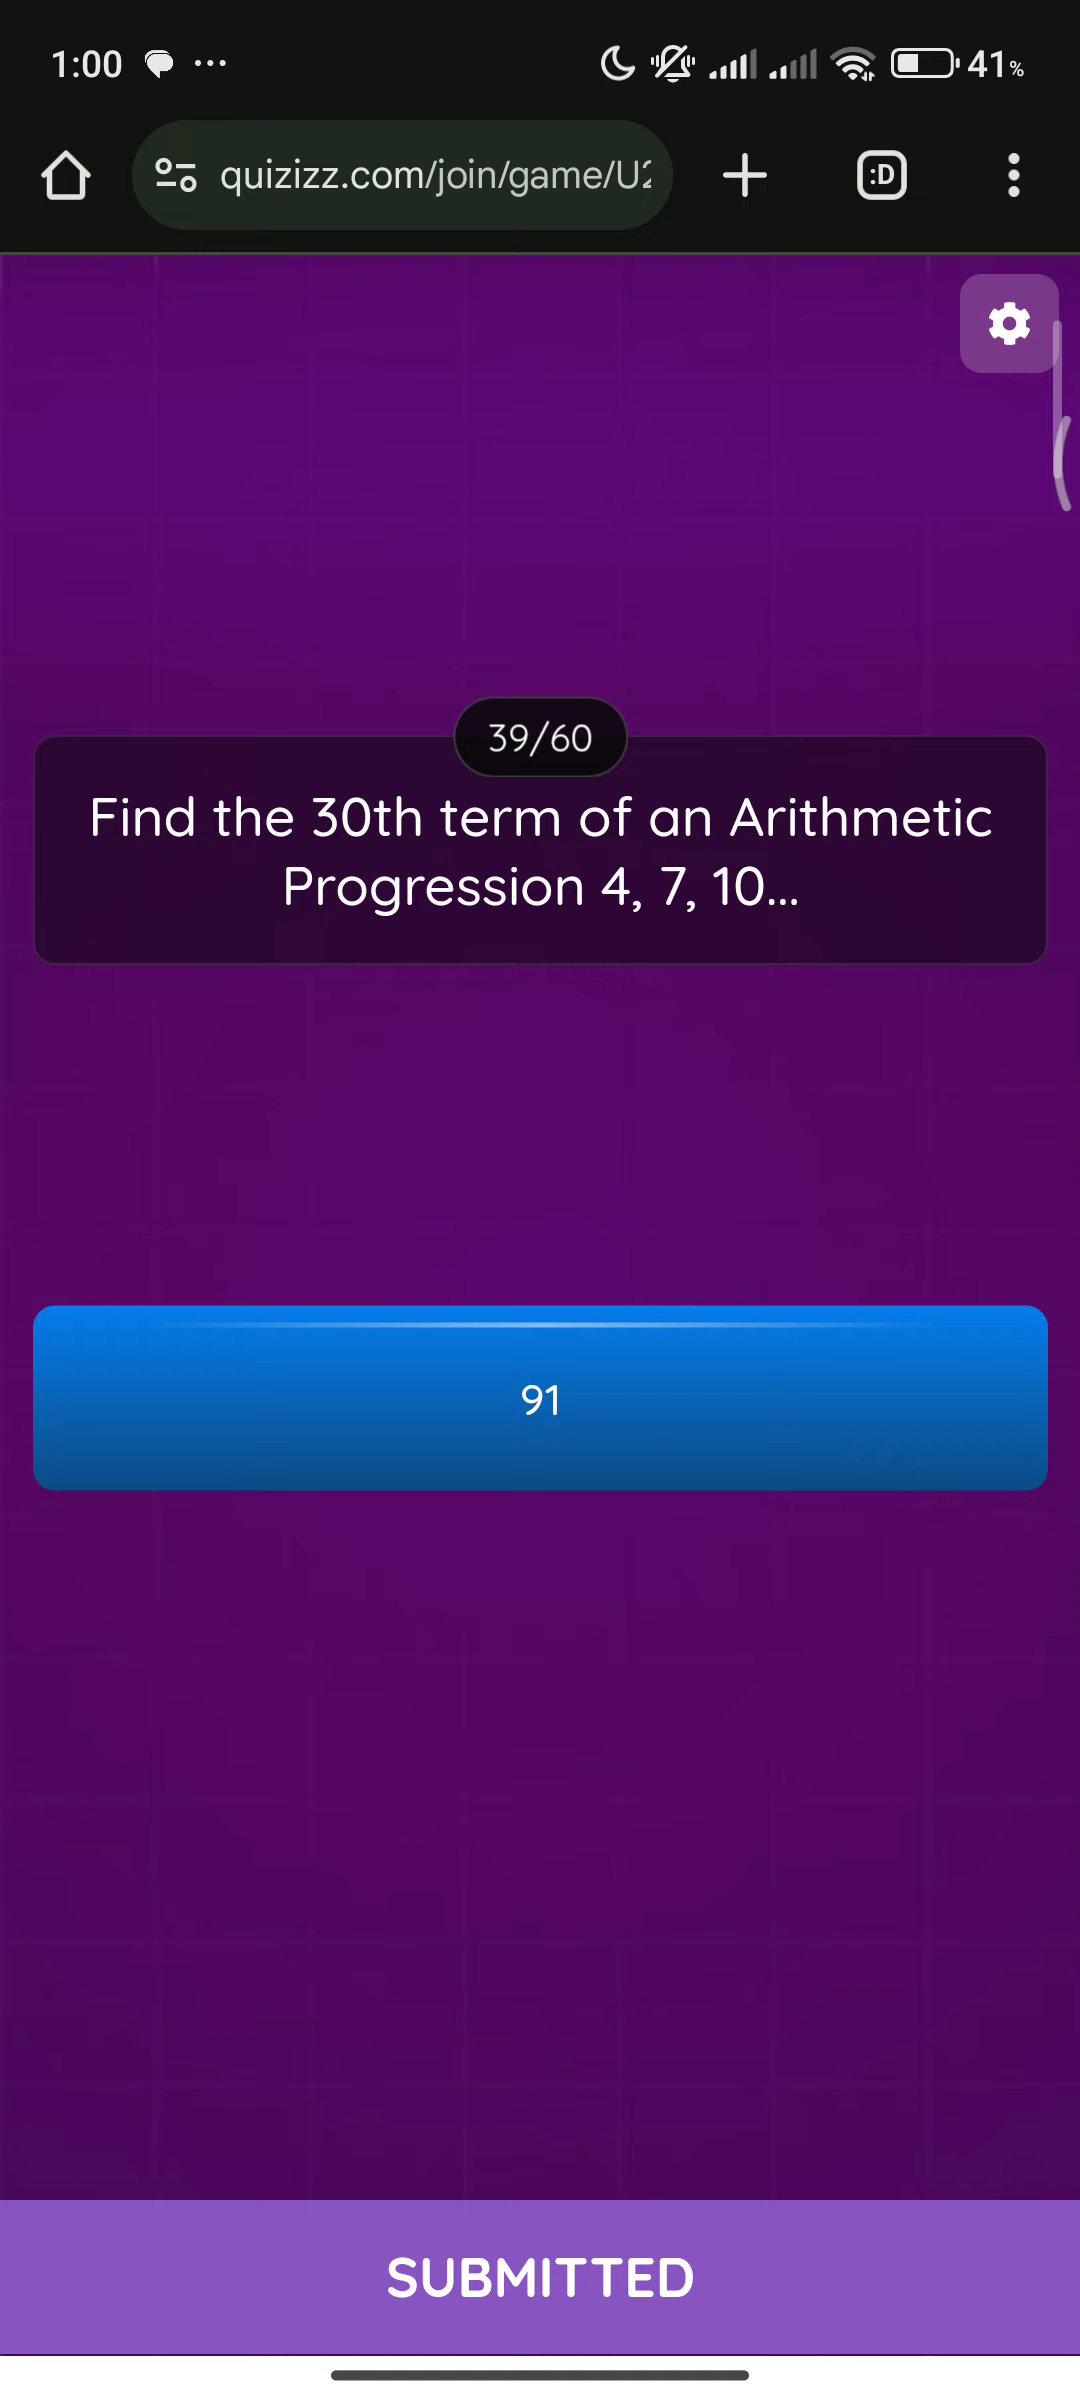 1:00
41%
quizizz.com/join/game/U2
:D
39/60
Find the 30th term of an Arithmetic
Progression 4, 7, 10...
91
SUBMITTED